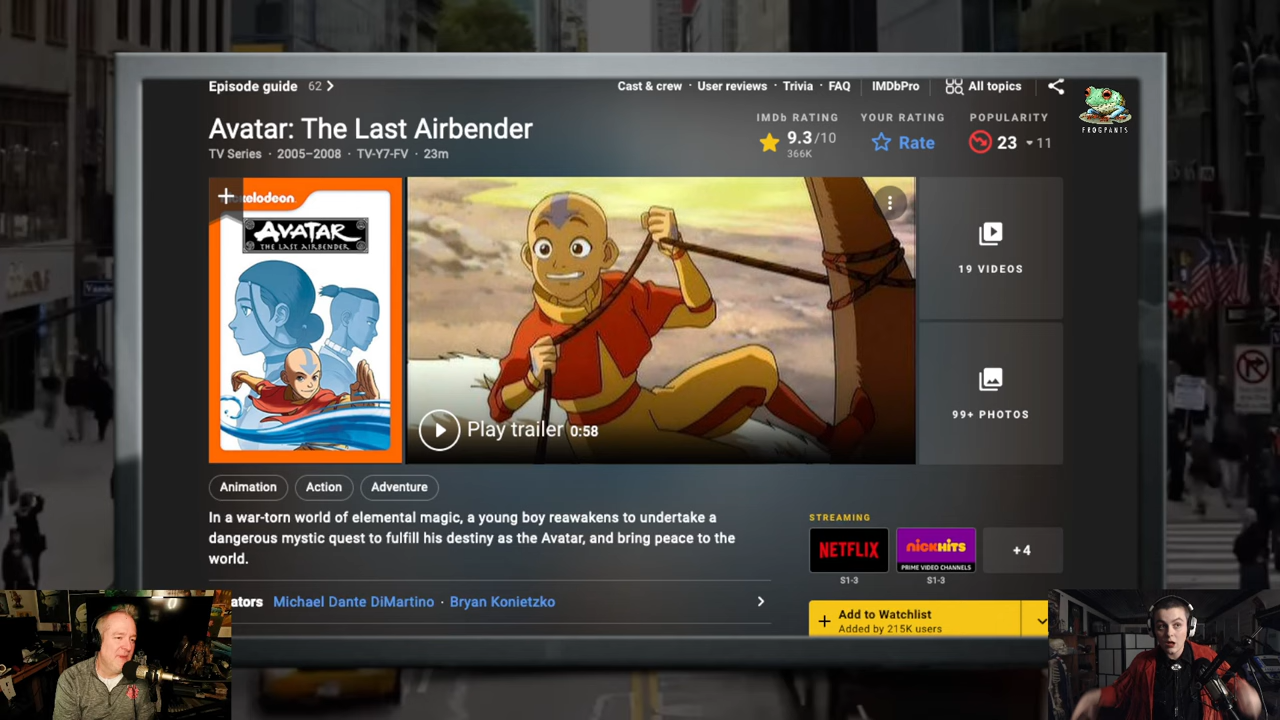 Episode guide 62
Cast & crew · User reviews · Trivia · FAQ
IMDbPro
All topics
Avatar: The Last Airbender
TV Series · 2005–2008 · TV-Y7-FV · 23m
IMDb RATING
9.3/10
366K
YOUR RATING
Rate
POPULARITY
23
11
FROGPANTS
elodeon
AVATAR
THE LAST AIRBENDER
Play trailer 0:58
19 VIDEOS
99+ PHOTOS
Animation
Action
Adventure
In a war-torn world of elemental magic, a young boy reawakens to undertake a
dangerous mystic quest to fulfill his destiny as the Avatar, and bring peace to the
world.
ators Michael Dante DiMartino · Bryan Konietzko
STREAMING
NETFLIX
S1-3
nickHITS
PRIME VIDEO CHANNELS
S1-3
+4
Add to Watchlist
Added by 215K users